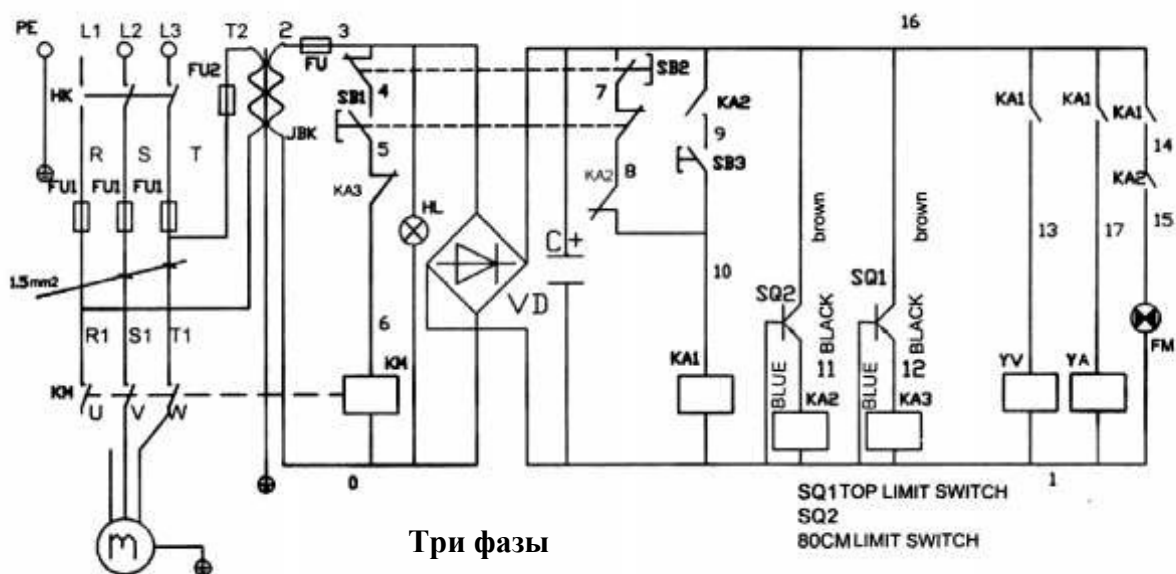 PE L1 L2 L3 T2 2 3 16
FU2 FU
SB2
HK 4 7
SB1 KA2 KA1 KA1 KA1
JBK 9 14
R S T 5 8 SB3
KA2 KA2
FU1 FU1 FU1 KA3
HL brown brown 15
C + 13 17
1.5mm2 10
VD SQ2 SQ1
R1 S1 T1 6 BLACK BLACK
KM YV YA FM
KM U V W KA1 BLUE 11 BLUE 12
KA2 KA3
0 1
SQ1 TOP LIMIT SWITCH
SQ2
80CM LIMIT SWITCH
m
Три фазы